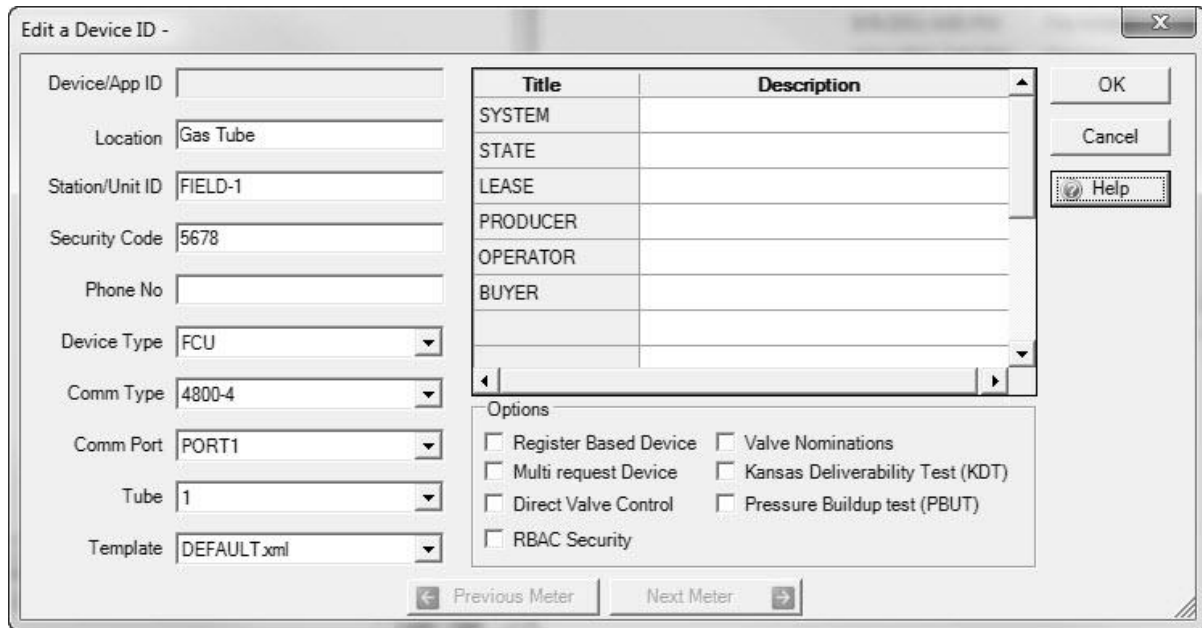 Edit a Device ID -
Device/App ID
Location Gas Tube
Station/Unit ID FIELD-1
Security Code 5678
Phone No
Device Type FCU
Comm Type 4800-4
Comm Port PORT1
Tube 1
Template DEFAULT.xml
Title Description
SYSTEM
STATE
LEASE
PRODUCER
OPERATOR
BUYER
OK
Cancel
Help
Options
Register Based Device Valve Nominations
Multi request Device Kansas Deliverability Test (KDT)
Direct Valve Control Pressure Buildup test (PBUT)
RBAC Security
Previous Meter Next Meter